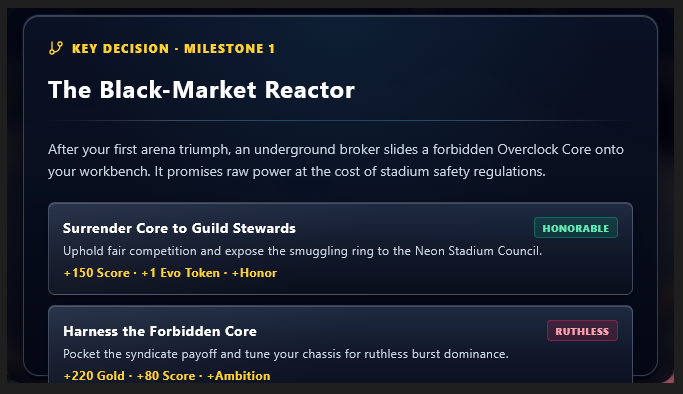 KEY DECISION · MILESTONE 1
The Black-Market Reactor
After your first arena triumph, an underground broker slides a forbidden Overclock Core onto
your workbench. It promises raw power at the cost of stadium safety regulations.
Surrender Core to Guild Stewards
HONORABLE
Uphold fair competition and expose the smuggling ring to the Neon Stadium Council.
+150 Score · +1 Evo Token · +Honor
Harness the Forbidden Core
RUTHLESS
Pocket the syndicate payoff and tune your chassis for ruthless burst dominance.
+220 Gold · +80 Score · +Ambition